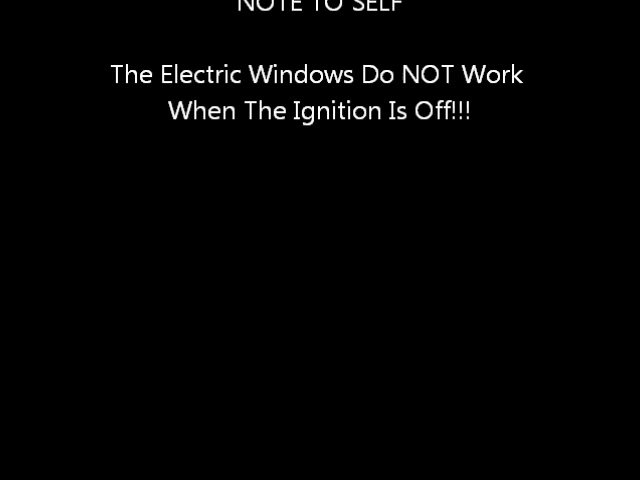 NOTE TO SELF
The Electric Windows Do NOT Work
When The Ignition Is Off!!!